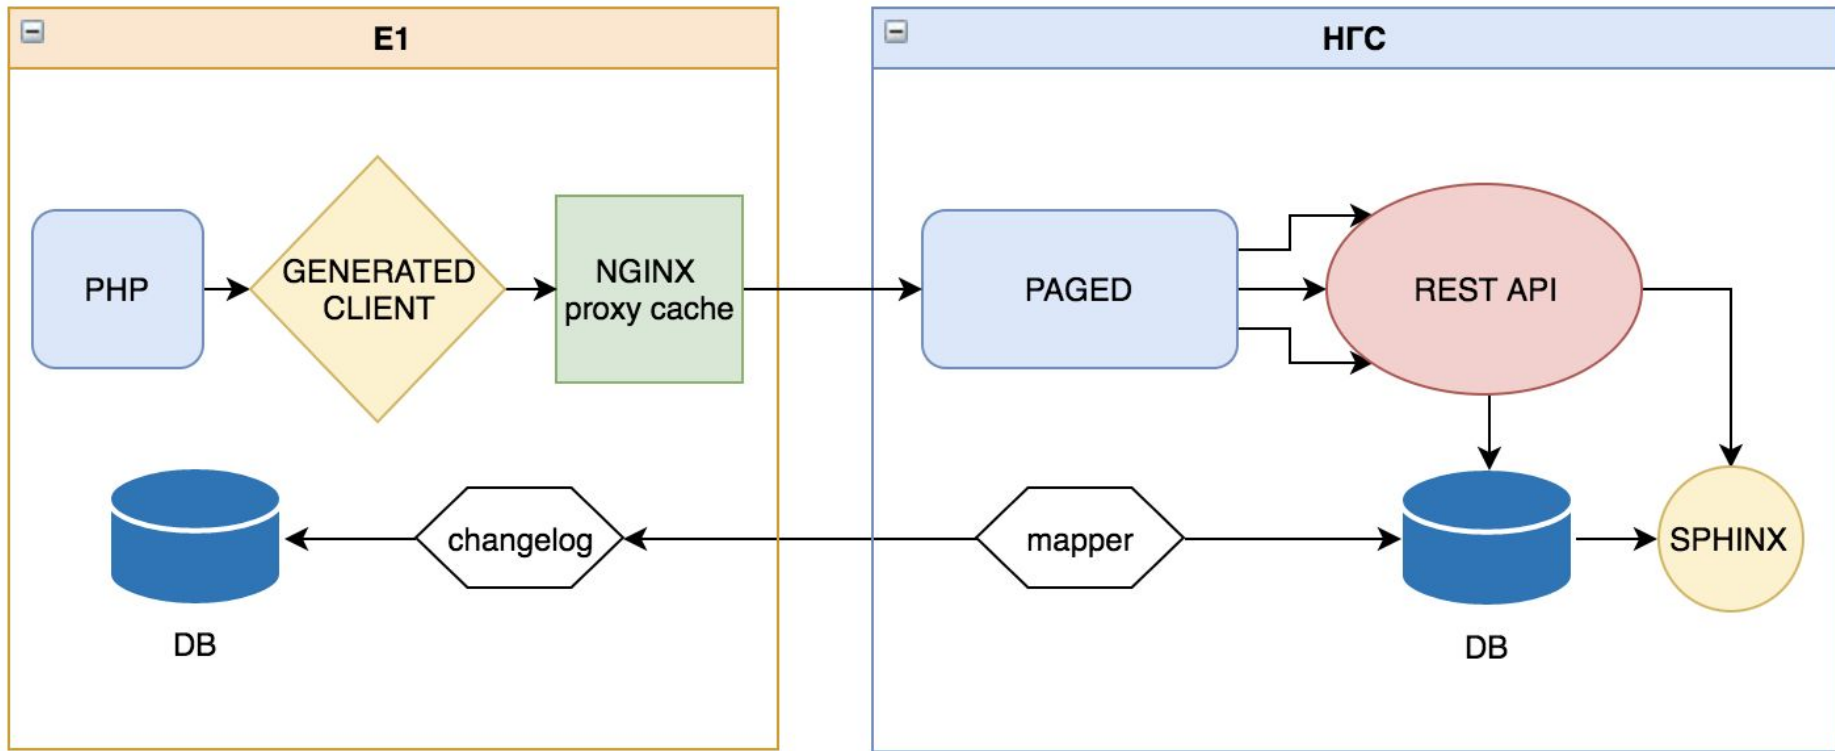 E1
НГС
PHP
GENERATED
CLIENT
NGINX
proxy cache
PAGED
REST API
changelog
mapper
SPHINX
DB
DB